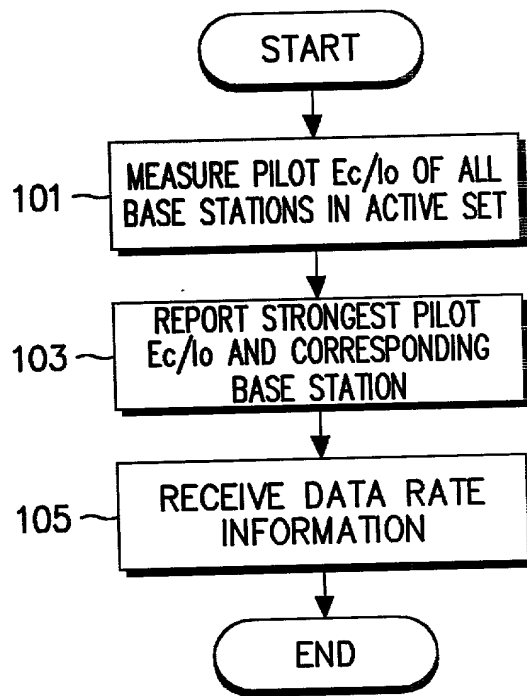 START
101
MEASURE PILOT Ec/Io OF ALL
BASE STATIONS IN ACTIVE SET
103
REPORT STRONGEST PILOT
Ec/Io AND CORRESPONDING
BASE STATION
105
RECEIVE DATA RATE
INFORMATION
END